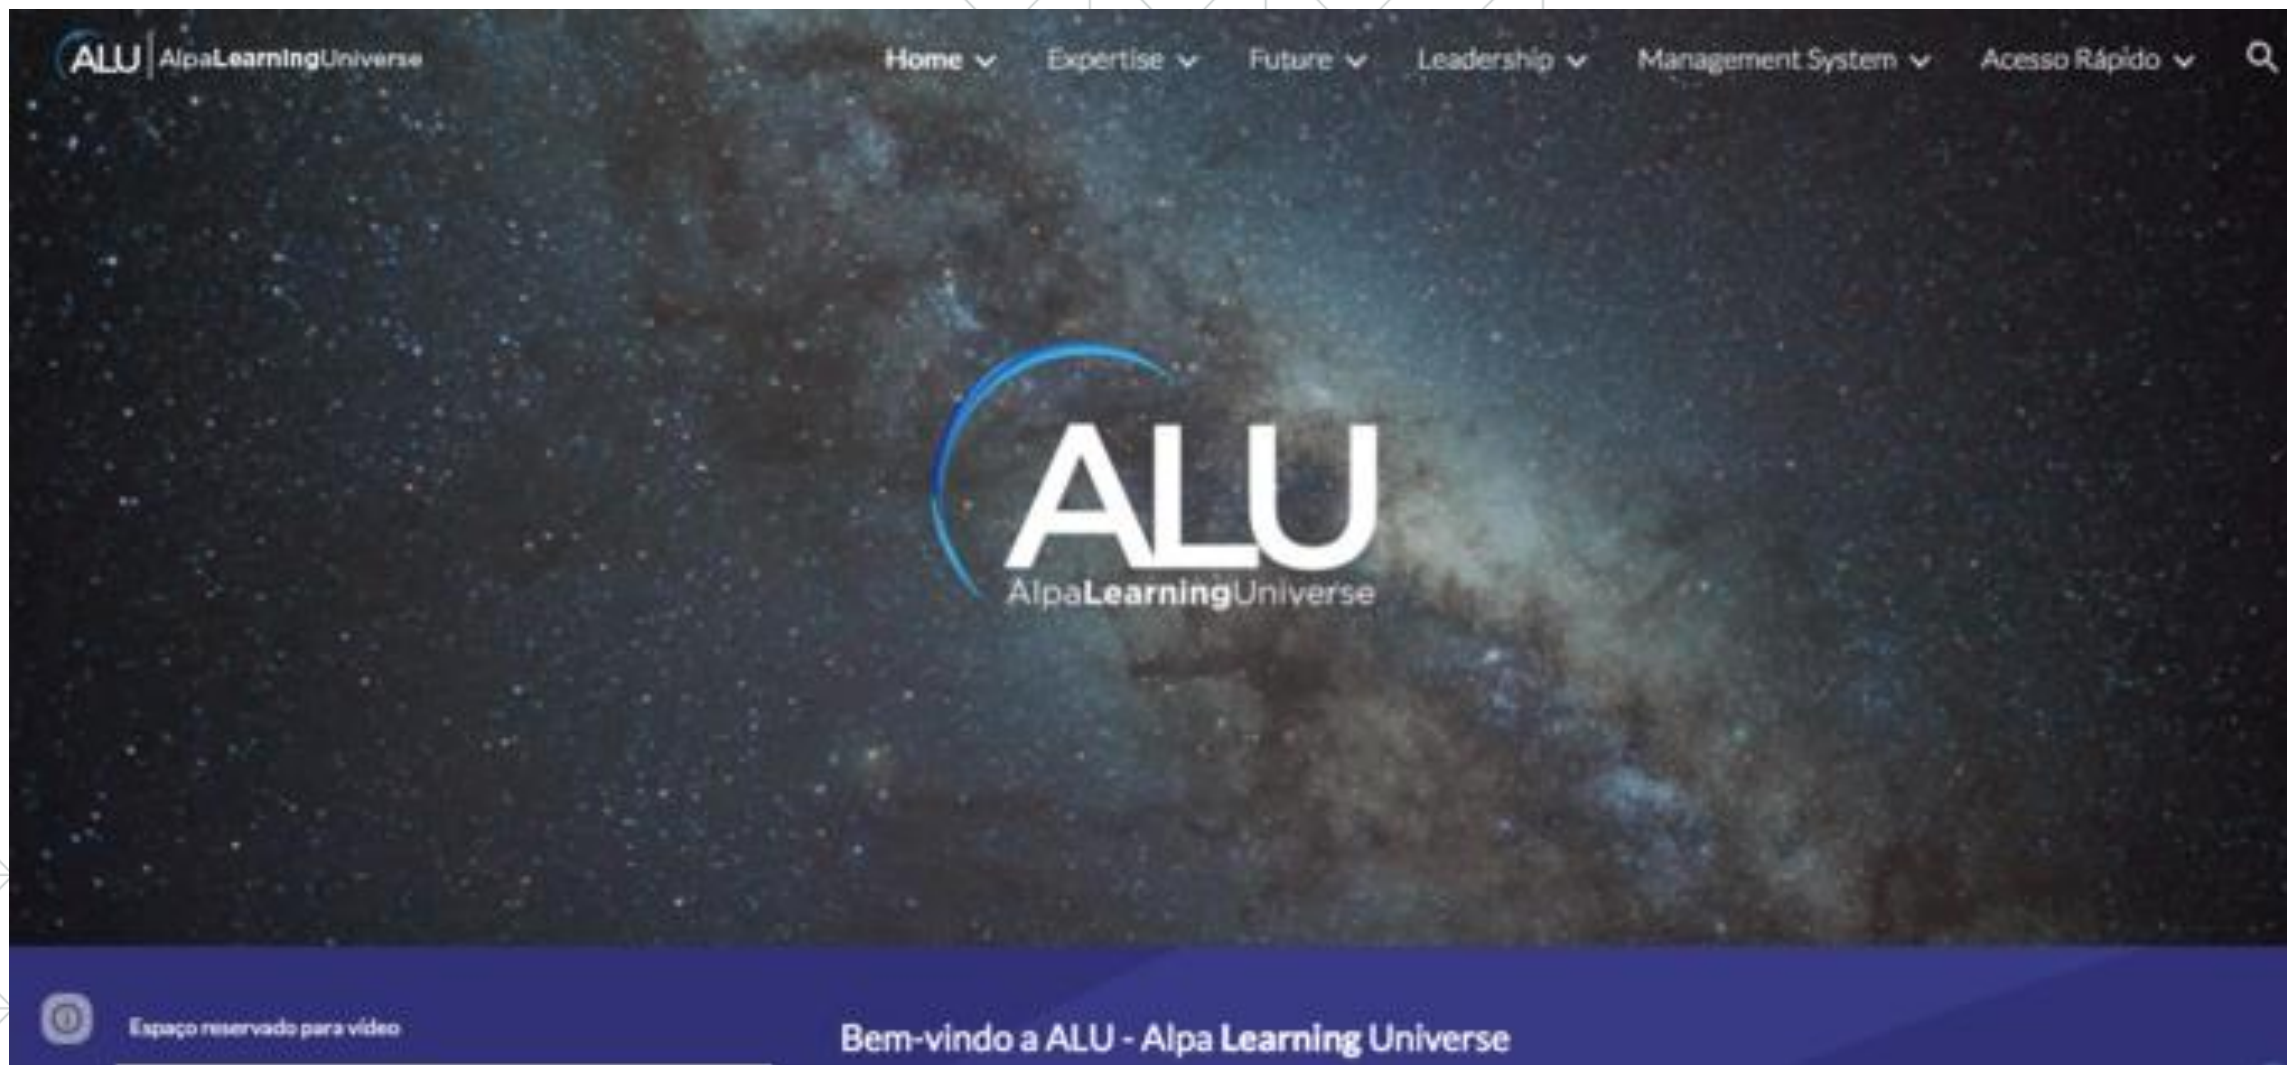 ALU AlpaLearningUniverse
Home Expertise Future Leadership Management System Acesso Rápido
ALU
AlpaLearningUniverse
Espaço reservado para vídeo
Bem-vindo a ALU - Alpa Learning Universe